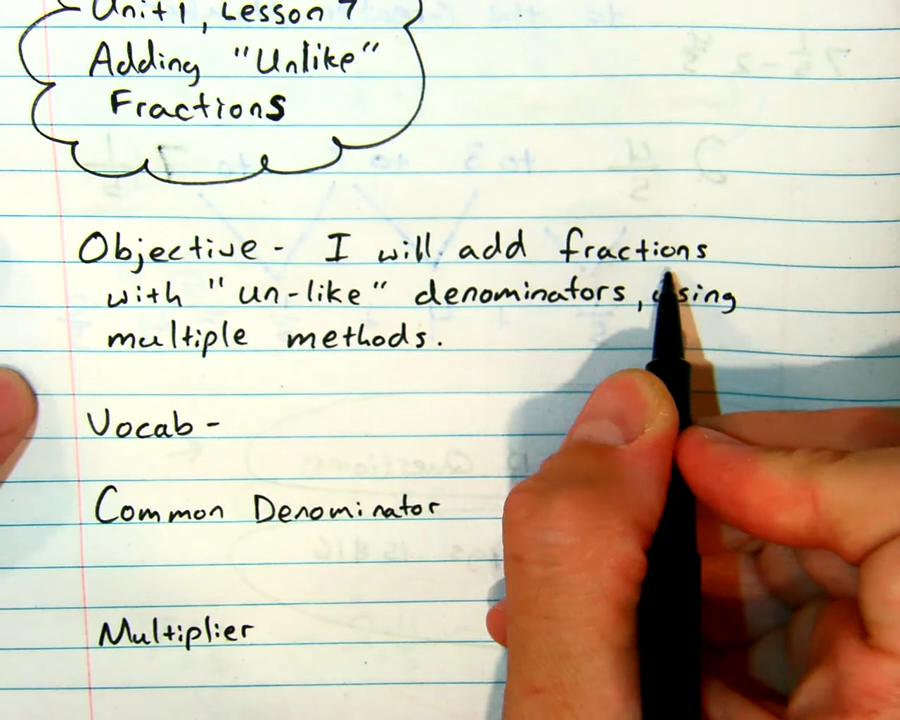 Unit 1, Lesson 7
Adding "Unlike"
Fractions
Objective - I will add fractions
with "un-like" denominators, using
multiple methods.
Vocab -
Common Denominator
Multiplier